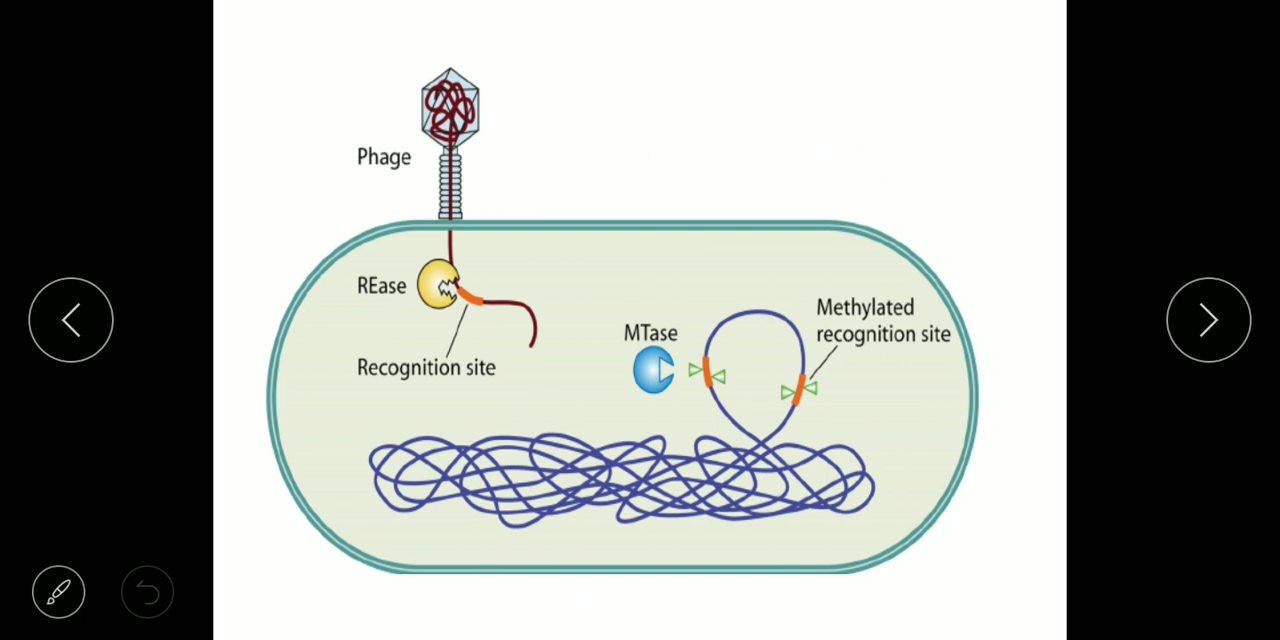 Phage
REase
Recognition site
MTase
Methylated
recognition site